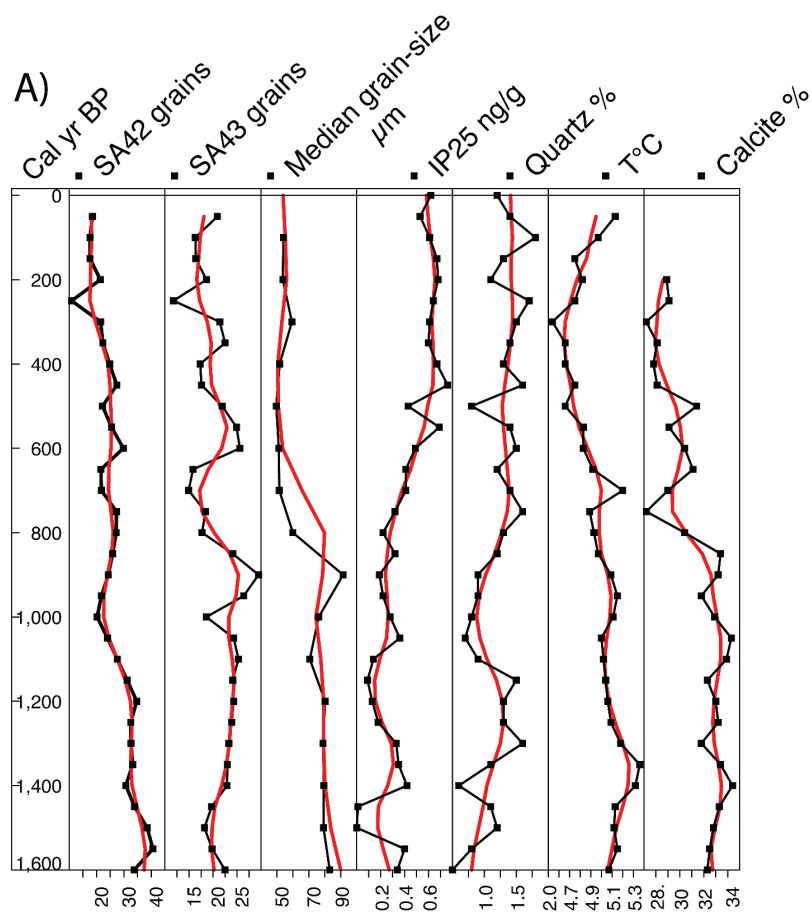 A)
Cal yr BP
SA42 grains
SA43 grains
Median grain-size
µm
IP25 ng/g
Quartz %
T°C
Calcite %
0
200
400
600
800
1,000
1,200
1,400
1,600
20 30 40 15 20 25 50 70 90 0.2 0.4 0.6 1.0 1.5 2.0 4.7 4.9 5.1 5.3 28. 30 32 34